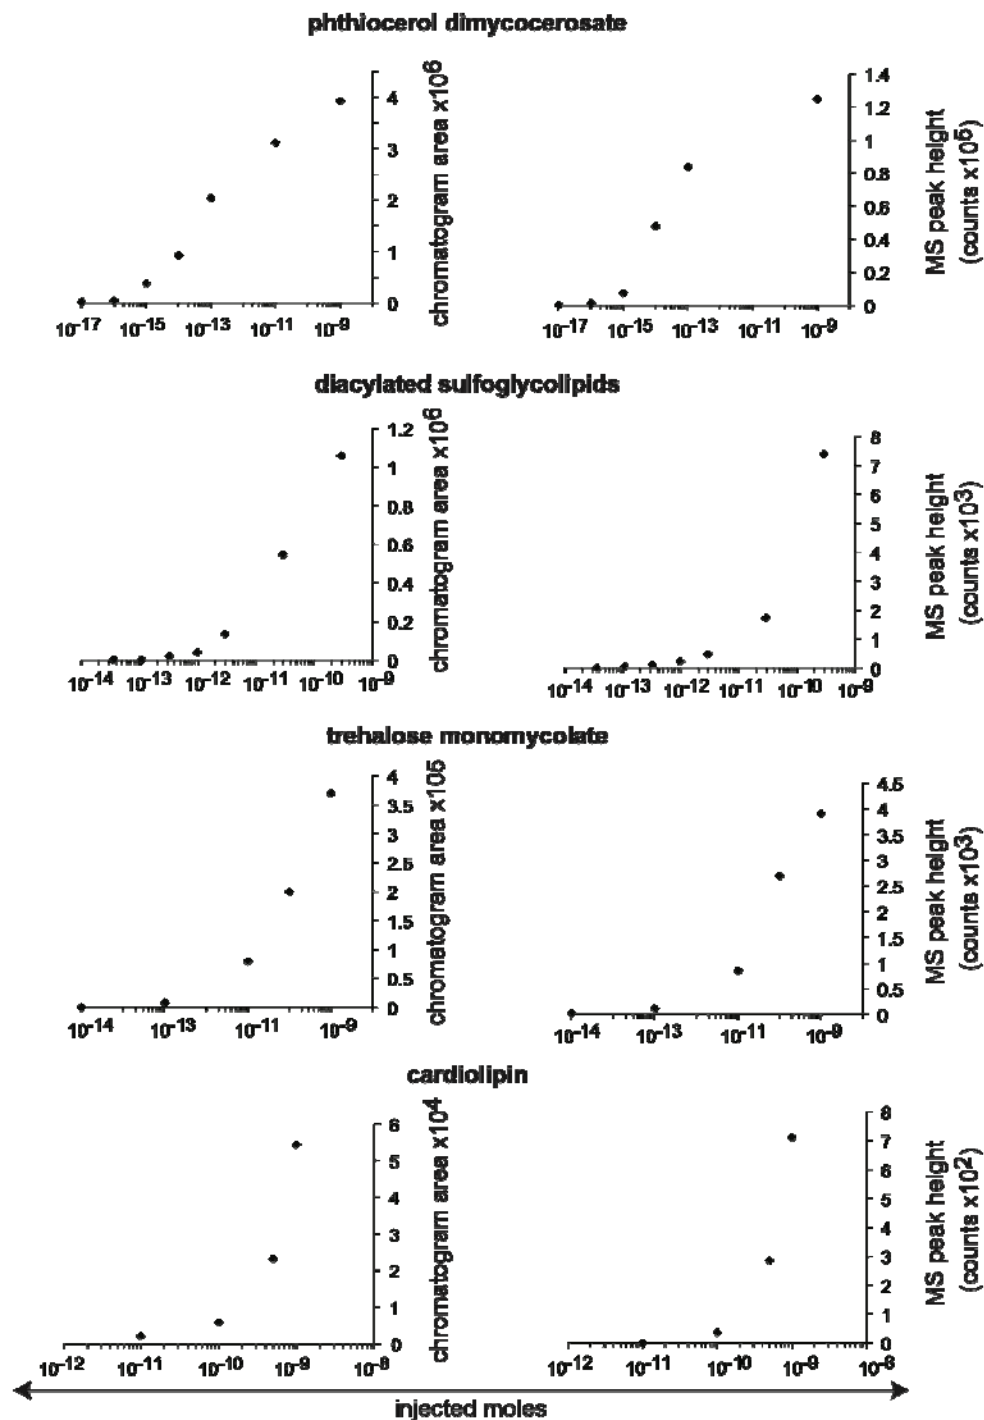 phthiocerol dimycocerosate
4
3
2
1
0
chromatogram area x10⁶
10⁻¹⁷ 10⁻¹⁵ 10⁻¹³ 10⁻¹¹ 10⁻⁹
1.4
1.2
1
0.8
0.6
0.4
0.2
0
MS peak height
(counts x10⁵)
10⁻¹⁷ 10⁻¹⁵ 10⁻¹³ 10⁻¹¹ 10⁻⁹
diacylated sulfoglycolipids
1.2
1
0.8
0.6
0.4
0.2
0
chromatogram area x10⁶
10⁻¹⁴ 10⁻¹³ 10⁻¹² 10⁻¹¹ 10⁻¹⁰ 10⁻⁹
8
7
6
5
4
3
2
1
0
MS peak height
(counts x10³)
10⁻¹⁴ 10⁻¹³ 10⁻¹² 10⁻¹¹ 10⁻¹⁰ 10⁻⁹
trehalose monomycolate
4
3.5
3
2.5
2
1.5
1
0.5
0
chromatogram area x105
10⁻¹⁴ 10⁻¹³ 10⁻¹¹ 10⁻⁹
4.5
4
3.5
3
2.5
2
1.5
1
0.5
0
MS peak height
(counts x10³)
10⁻¹⁴ 10⁻¹³ 10⁻¹¹ 10⁻⁹
cardiolipin
6
5
4
3
2
1
0
chromatogram area x10⁴
10⁻¹² 10⁻¹¹ 10⁻¹⁰ 10⁻⁹ 10⁻⁸
8
7
6
5
4
3
2
1
0
MS peak height
(counts x10²)
10⁻¹² 10⁻¹¹ 10⁻¹⁰ 10⁻⁹ 10⁻⁸
injected moles